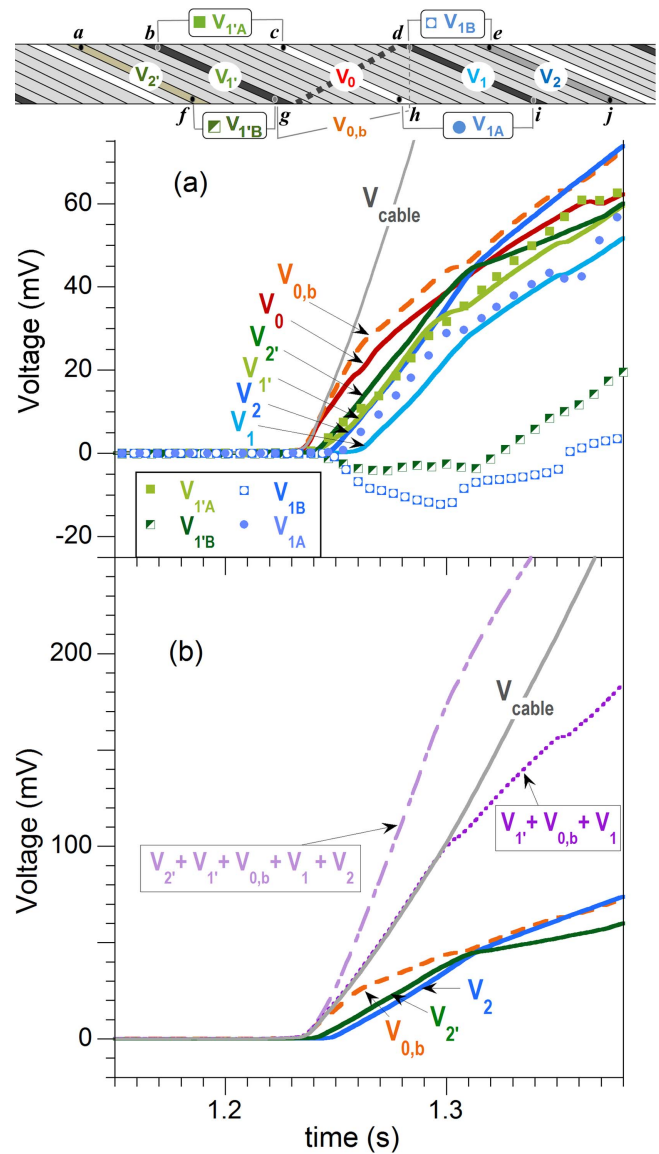 a b V1'A c d V1B e
V2' V1' V0 V1 V2
f V1'B g V0,b h V1A i j
(a)
Vcable
60
V0,b
V0
40
V2'
V1'
20
V2
V1
0
V1'A V1B
V1'B V1A
-20
Voltage (mV)
(b)
200
Vcable
V1' + V0,b + V1
V2' + V1' + V0,b + V1 + V2
100
V2
V2'
V0,b
0
Voltage (mV)
1.2 1.3
time (s)